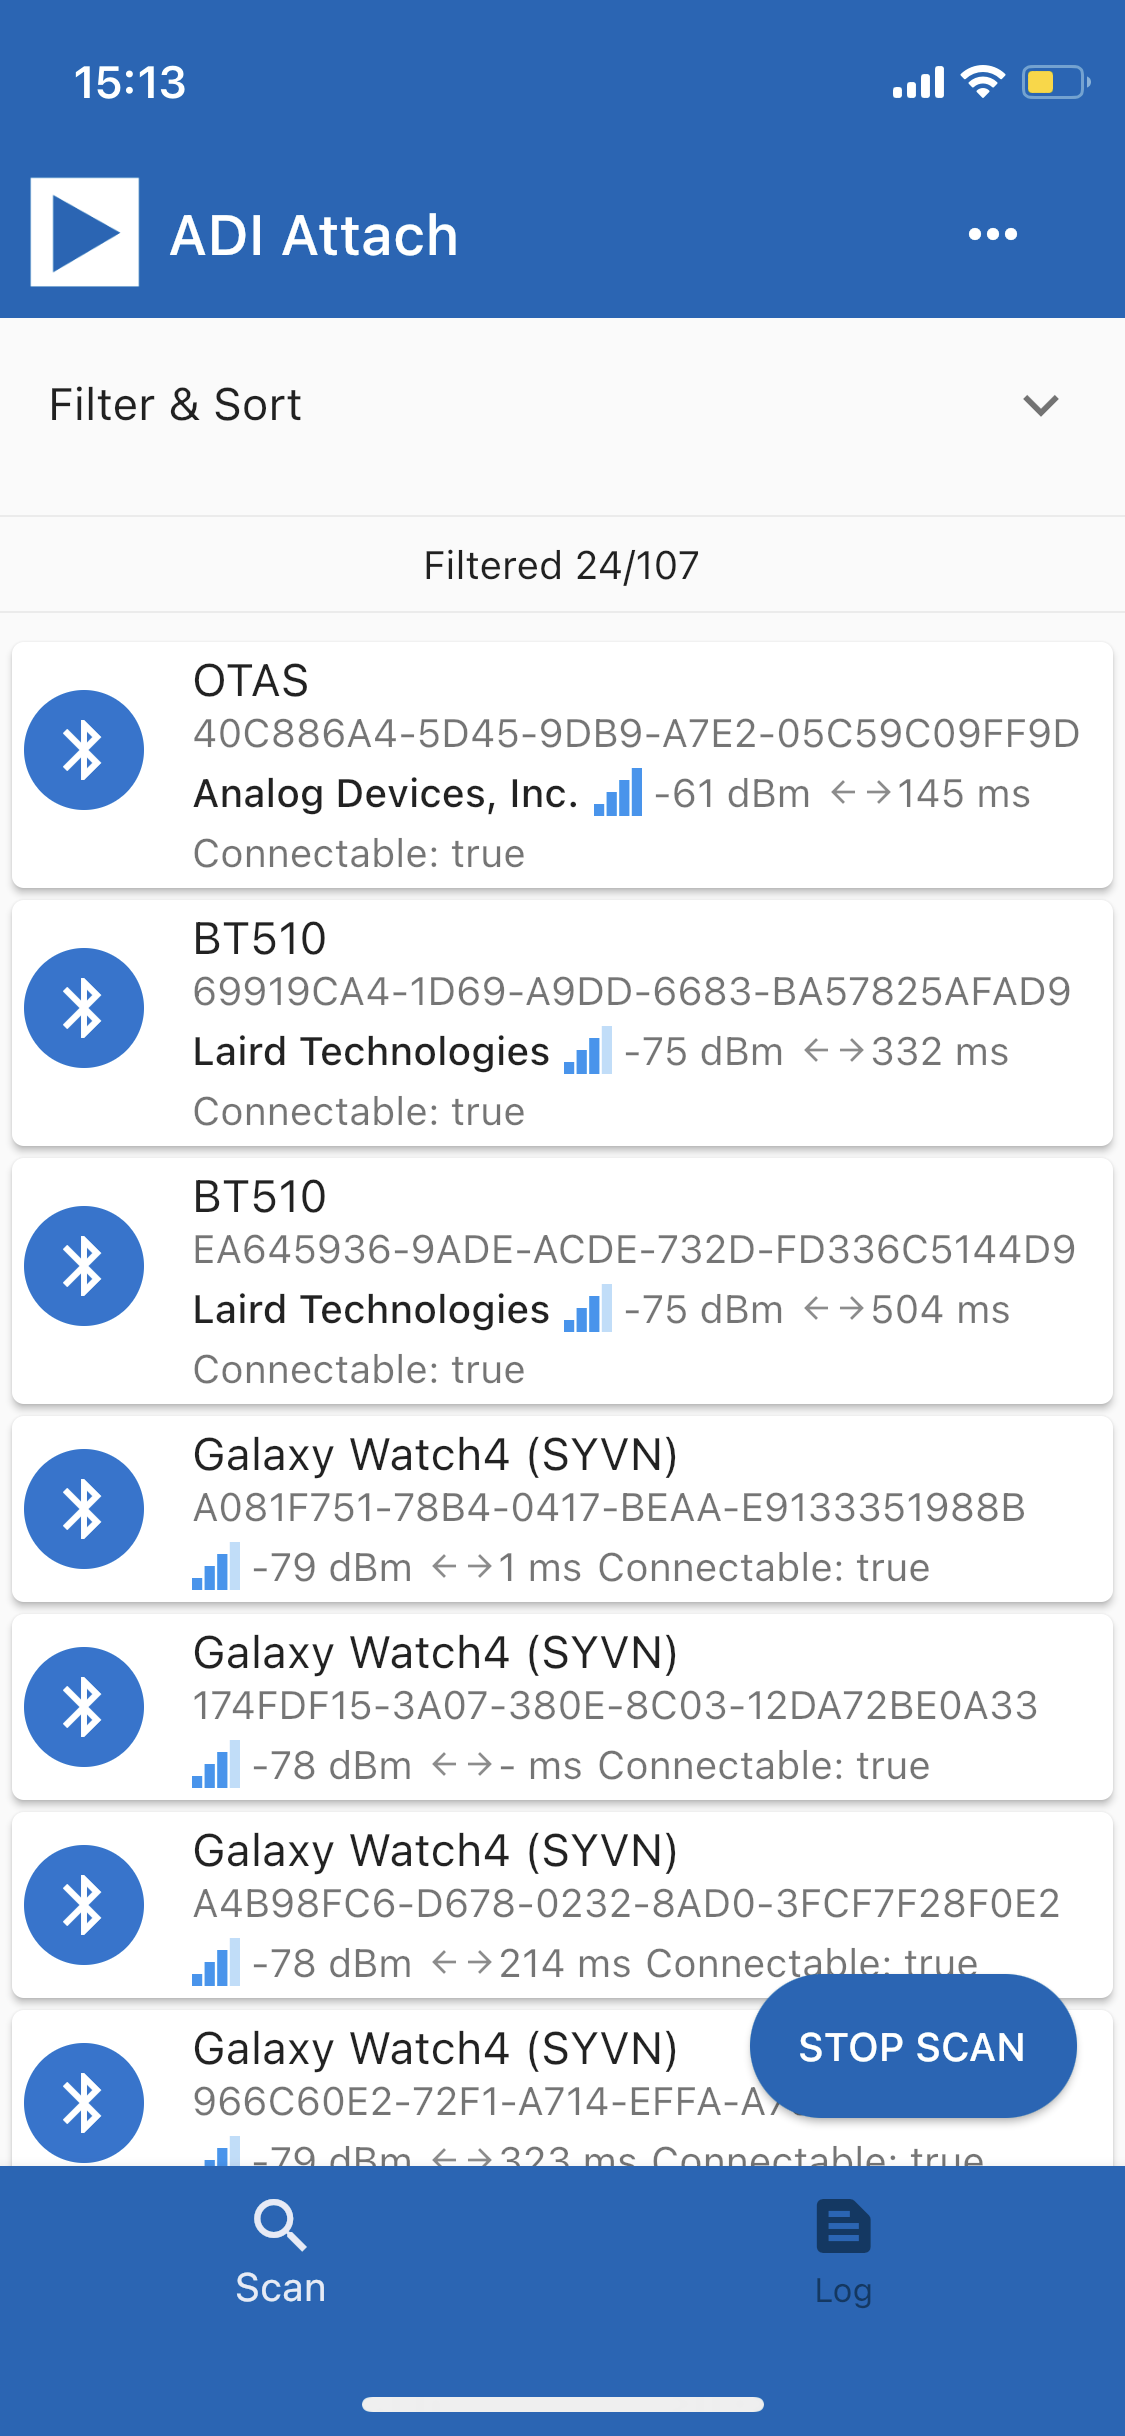 15:13
ADI Attach
Filter & Sort
Filtered 24/107
OTAS
40C886A4-5D45-9DB9-A7E2-05C59C09FF9D
Analog Devices, Inc. -61 dBm ←→145 ms
Connectable: true
BT510
69919CA4-1D69-A9DD-6683-BA57825AFAD9
Laird Technologies -75 dBm ←→332 ms
Connectable: true
BT510
EA645936-9ADE-ACDE-732D-FD336C5144D9
Laird Technologies -75 dBm ←→504 ms
Connectable: true
Galaxy Watch4 (SYVN)
A081F751-78B4-0417-BEAA-E9133351988B
-79 dBm ←→1 ms Connectable: true
Galaxy Watch4 (SYVN)
174FDF15-3A07-380E-8C03-12DA72BE0A33
-78 dBm ←→- ms Connectable: true
Galaxy Watch4 (SYVN)
A4B98FC6-D678-0232-8AD0-3FCF7F28F0E2
-78 dBm ←→214 ms Connectable: true
Galaxy Watch4 (SYVN)
966C60E2-72F1-A714-EFFA-A7
-79 dBm ←→323 ms Connectable: true
STOP SCAN
Scan
Log